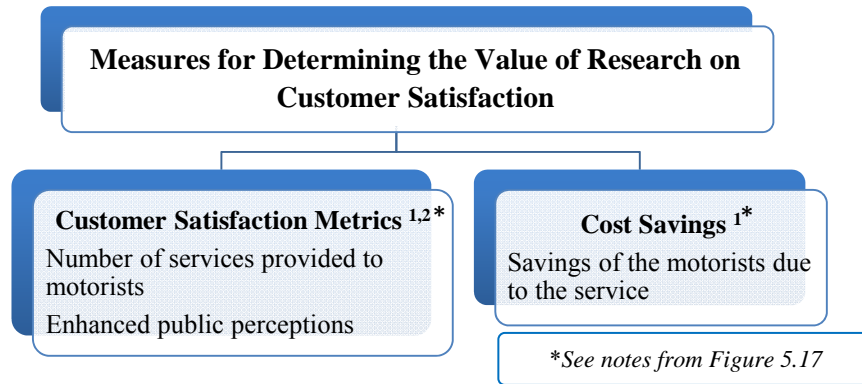 Measures for Determining the Value of Research on
Customer Satisfaction
Customer Satisfaction Metrics 1,2*
Number of services provided to
motorists
Enhanced public perceptions
Cost Savings 1*
Savings of the motorists due
to the service
*See notes from Figure 5.17